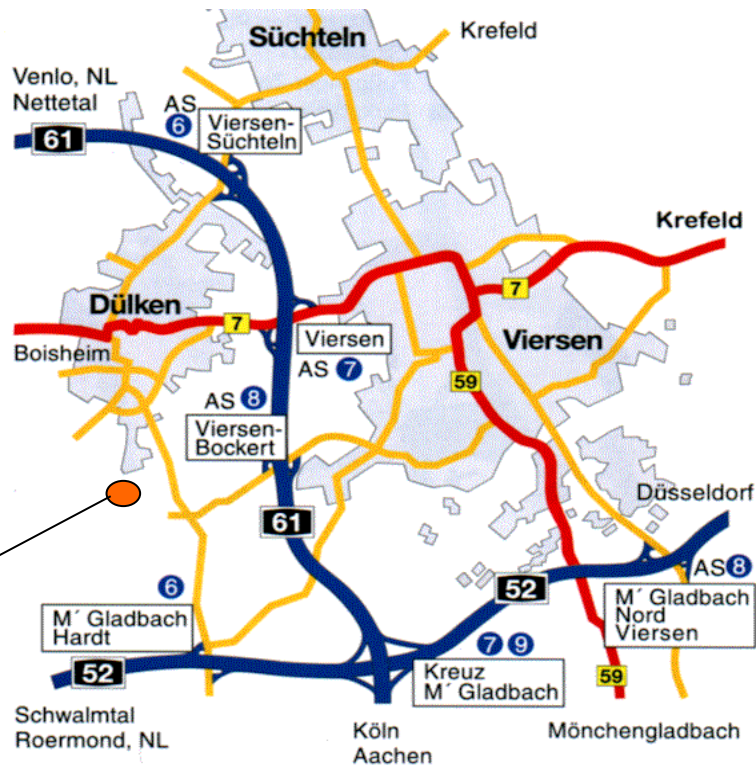 Süchteln
Krefeld
Venlo, NL
Nettetal
AS
6
Viersen-
Süchteln
61
Krefeld
Dülken
7
7
Boisheim
Viersen
AS 7
Viersen
59
AS 8
Viersen-
Bockert
61
Düsseldorf
6
52
AS 8
M´ Gladbach
Hardt
M´ Gladbach
Nord
Viersen
7 9
52
Kreuz
M´ Gladbach
59
Schwalmtal
Roermond, NL
Köln
Aachen
Mönchengladbach